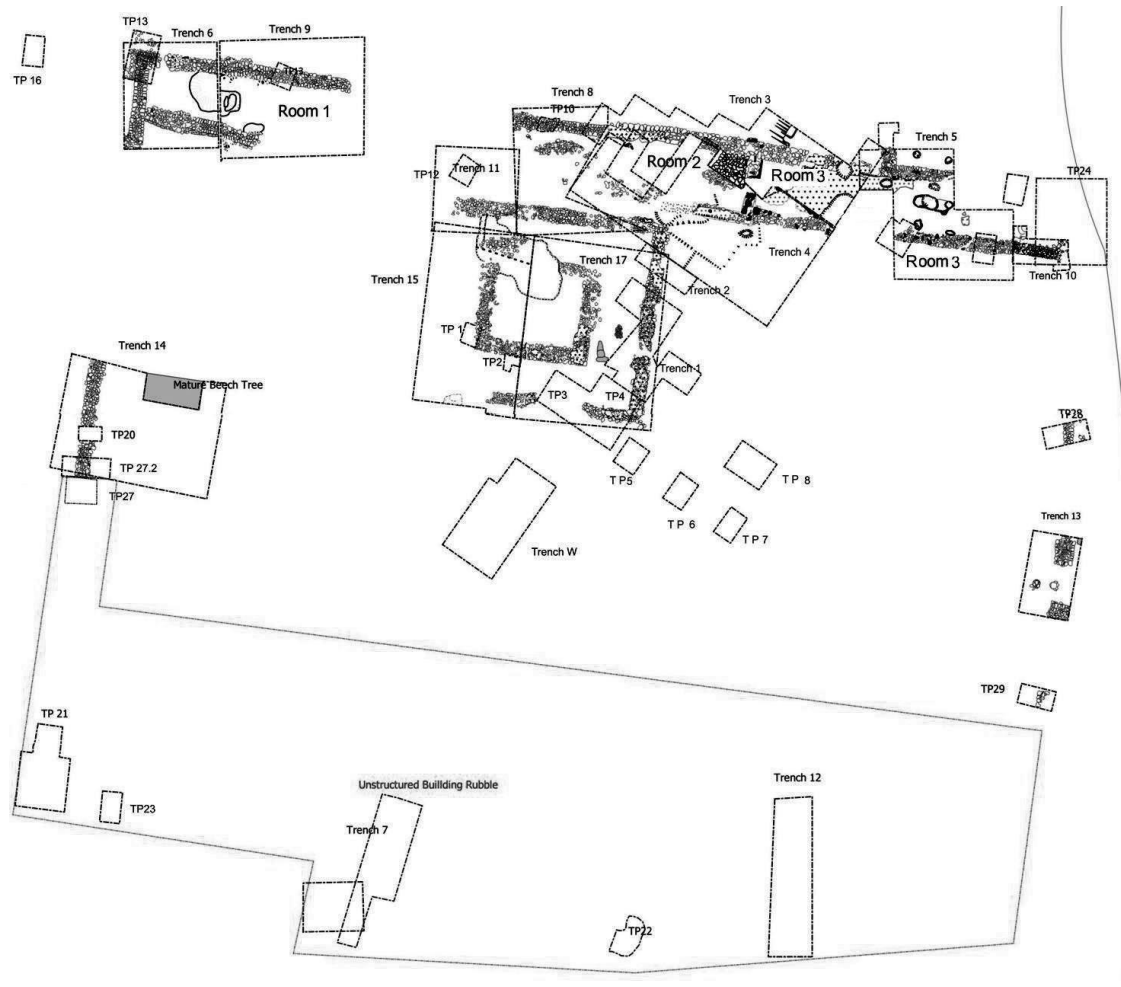 TP13
Trench 6
Trench 9
TP 16
TP13
Room 1
Trench 8
TP10
Trench 3
Trench 5
Room 2
Room 3
TP24
TP12
Trench 11
Trench 4
Room 3
Trench 10
Trench 15
Trench 17
Trench 2
TP 1
TP2
Trench 1
TP3
TP4
Trench 14
Mature Beech Tree
TP20
TP 27.2
TP27
TP28
T P5
T P 8
T P 6
T P 7
Trench W
Trench 13
TP29
TP 21
TP23
Unstructured Buillding Rubble
Trench 7
Trench 12
TP22